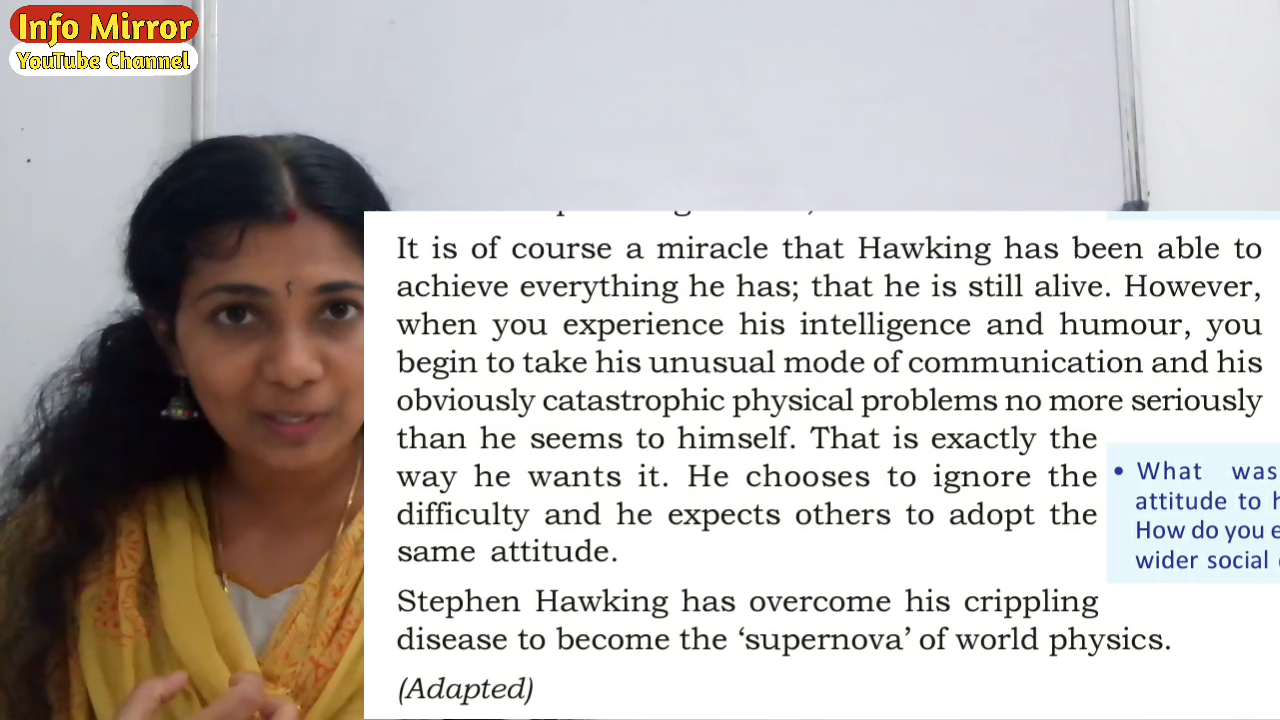 Info Mirror
YouTube Channel
It is of course a miracle that Hawking has been able to
achieve everything he has; that he is still alive. However,
when you experience his intelligence and humour, you
begin to take his unusual mode of communication and his
obviously catastrophic physical problems no more seriously
than he seems to himself. That is exactly the
way he wants it. He chooses to ignore the
difficulty and he expects others to adopt the
same attitude.
• What was
attitude to
How do you
wider social
Stephen Hawking has overcome his crippling
disease to become the ‘supernova’ of world physics.
(Adapted)